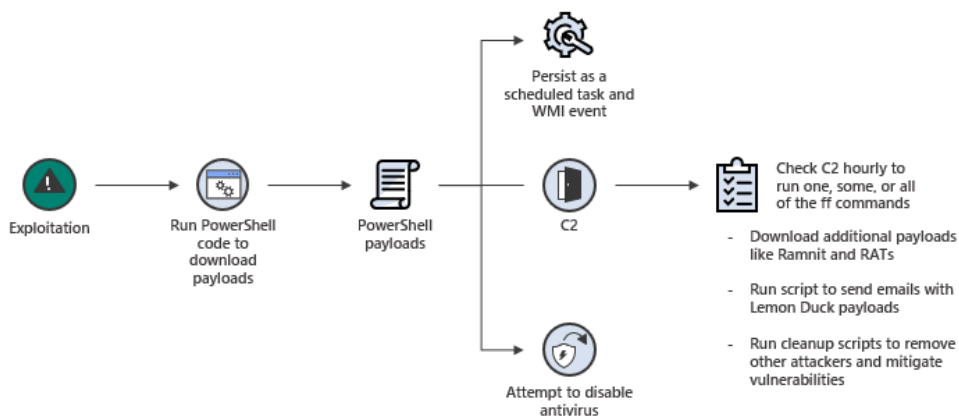 Persist as a
scheduled task and
WMI event
Exploitation
Run PowerShell
code to
download
payloads
PowerShell
payloads
C2
Check C2 hourly to
run one, some, or all
of the ff commands
- Download additional payloads
like Ramnit and RATs
- Run script to send emails with
Lemon Duck payloads
- Run cleanup scripts to remove
other attackers and mitigate
vulnerabilities
Attempt to disable
antivirus